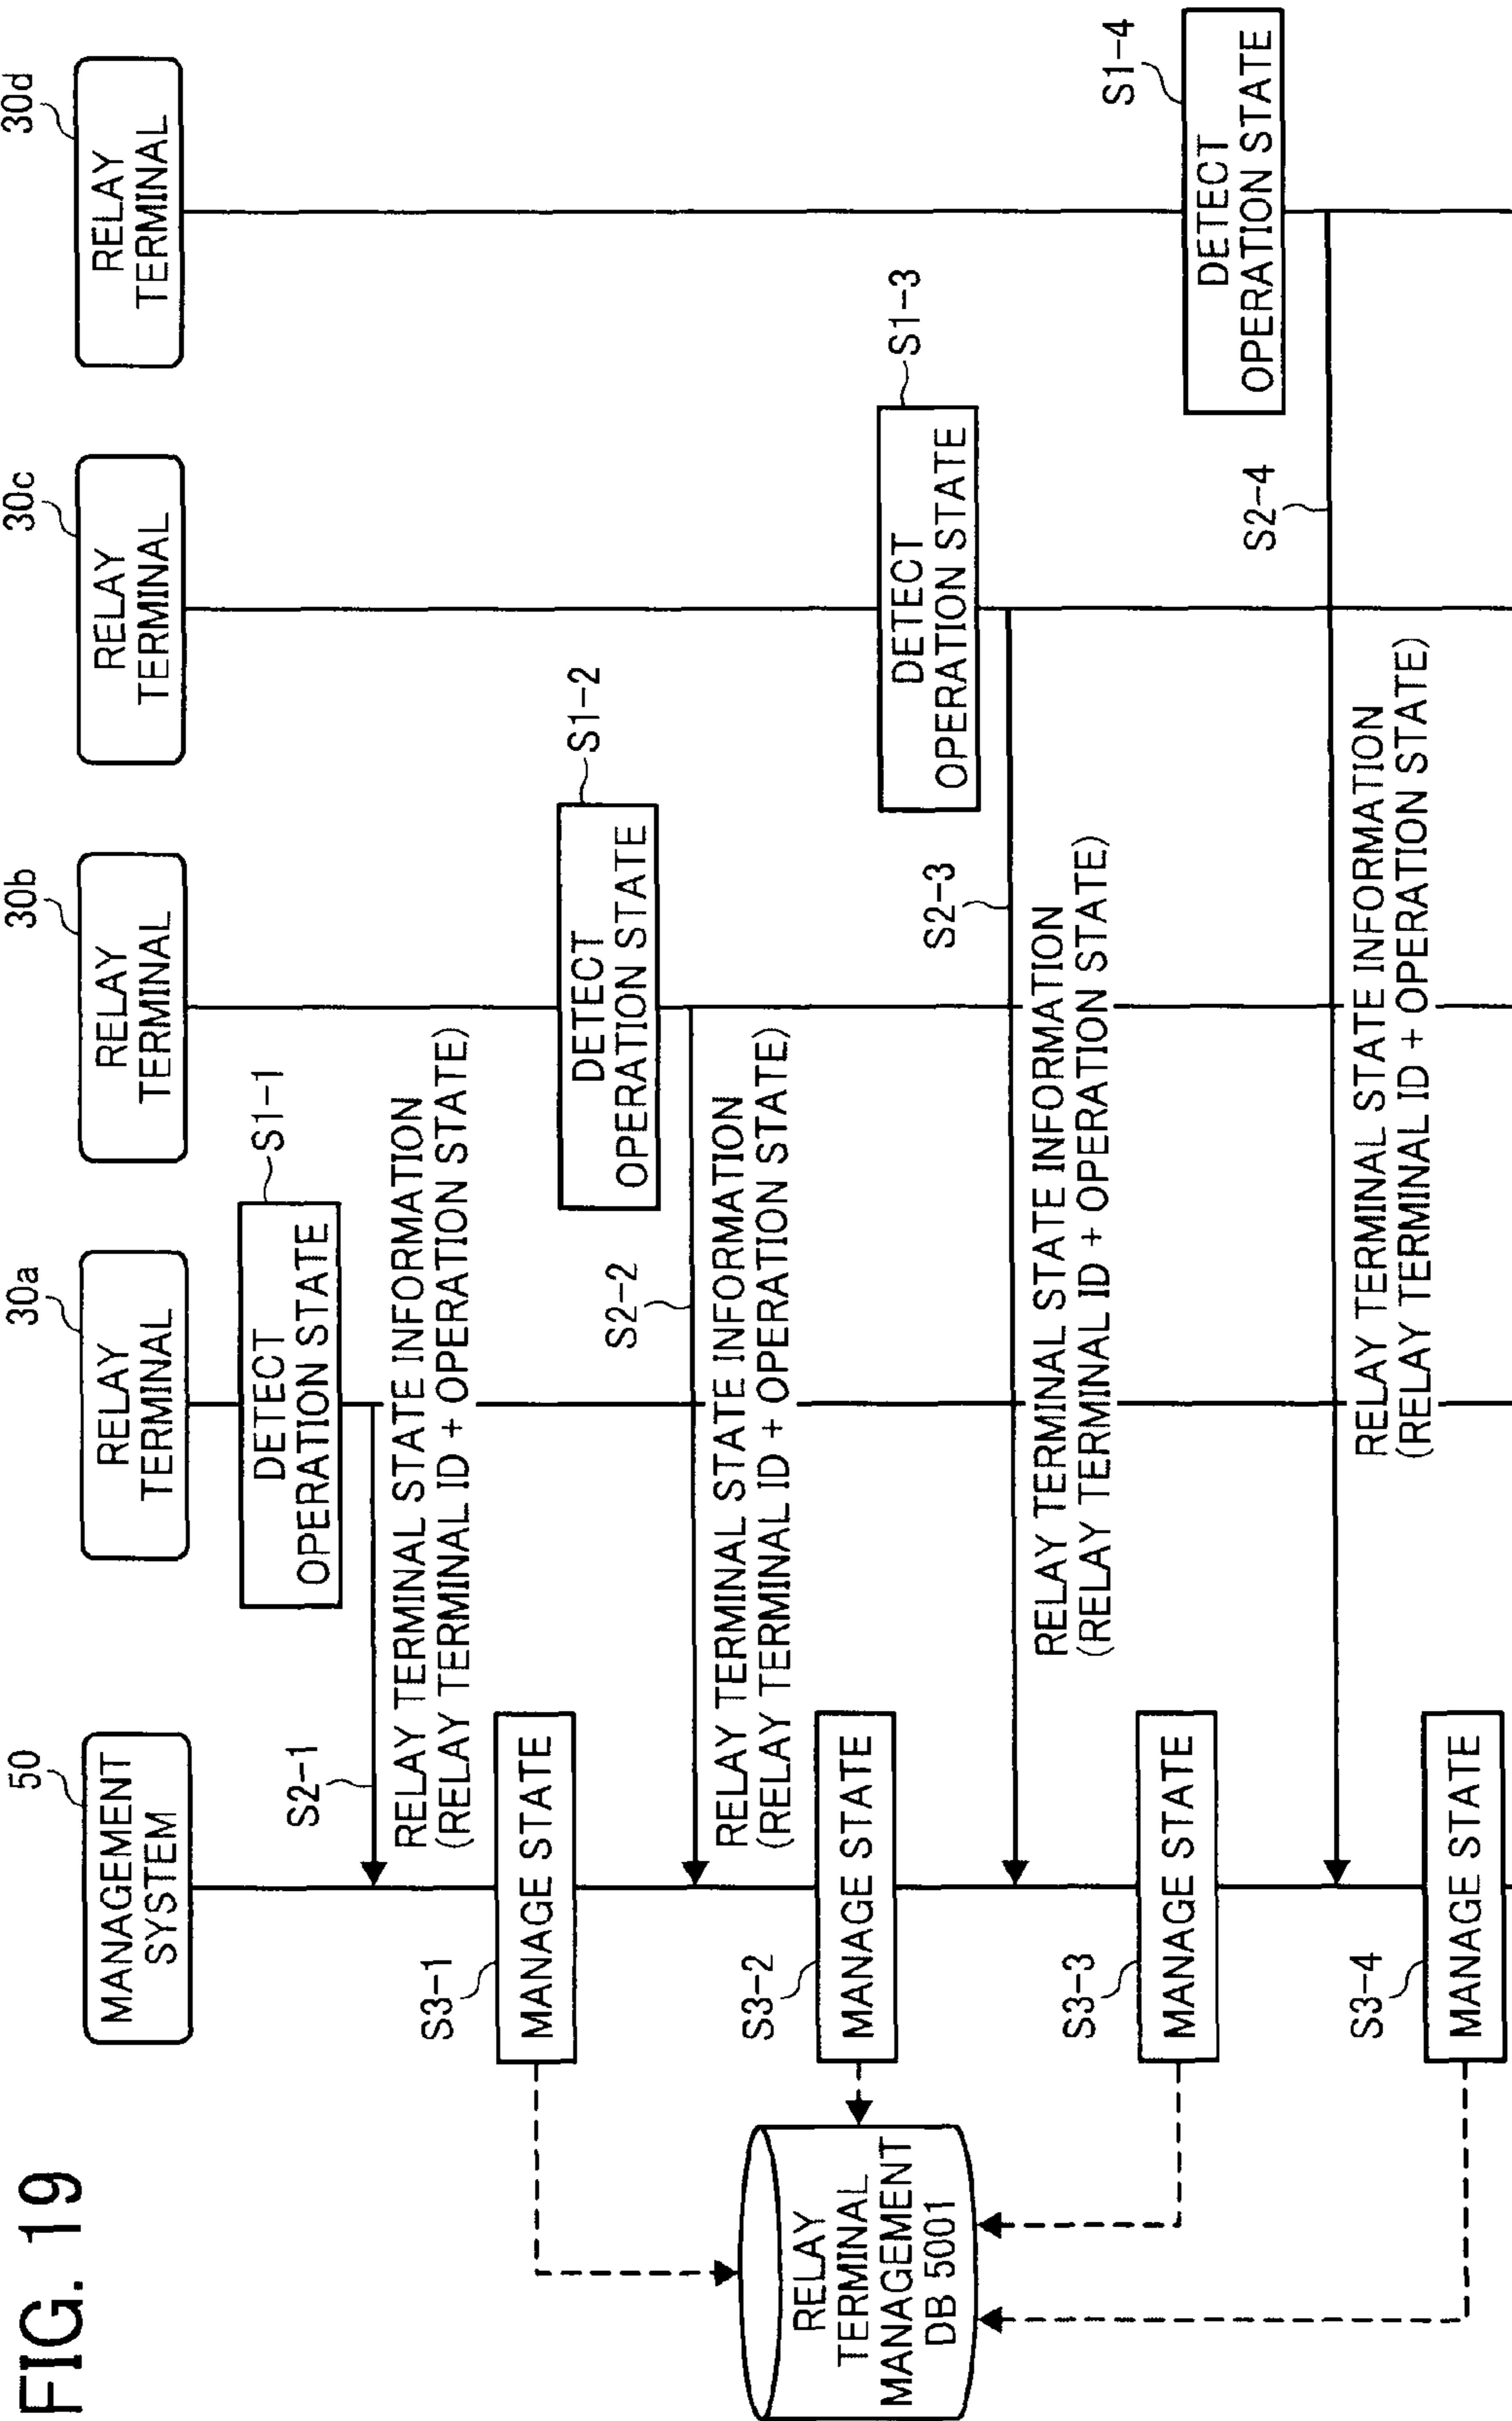 FIG. 19
50
MANAGEMENT
SYSTEM
30a
RELAY
TERMINAL
30b
RELAY
TERMINAL
30c
RELAY
TERMINAL
30d
RELAY
TERMINAL
S1-1
DETECT
OPERATION STATE
S2-1
RELAY TERMINAL STATE INFORMATION
(RELAY TERMINAL ID + OPERATION STATE)
S3-1
MANAGE STATE
S1-2
DETECT
OPERATION STATE
S2-2
RELAY TERMINAL STATE INFORMATION
(RELAY TERMINAL ID + OPERATION STATE)
S3-2
MANAGE STATE
RELAY
TERMINAL
MANAGEMENT
DB 5001
S1-3
DETECT
OPERATION STATE
S2-3
RELAY TERMINAL STATE INFORMATION
(RELAY TERMINAL ID + OPERATION STATE)
S3-3
MANAGE STATE
S1-4
DETECT
OPERATION STATE
S2-4
RELAY TERMINAL STATE INFORMATION
(RELAY TERMINAL ID + OPERATION STATE)
S3-4
MANAGE STATE